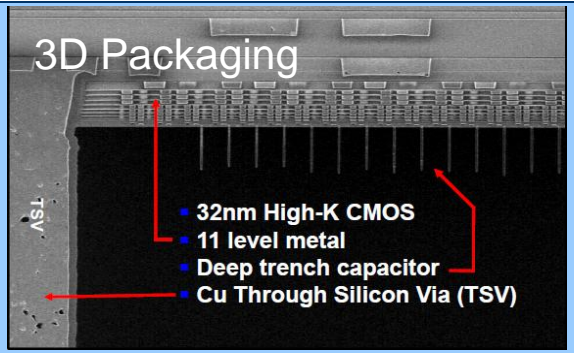 3D Packaging
TSV
32nm High-K CMOS
11 level metal
Deep trench capacitor
Cu Through Silicon Via (TSV)